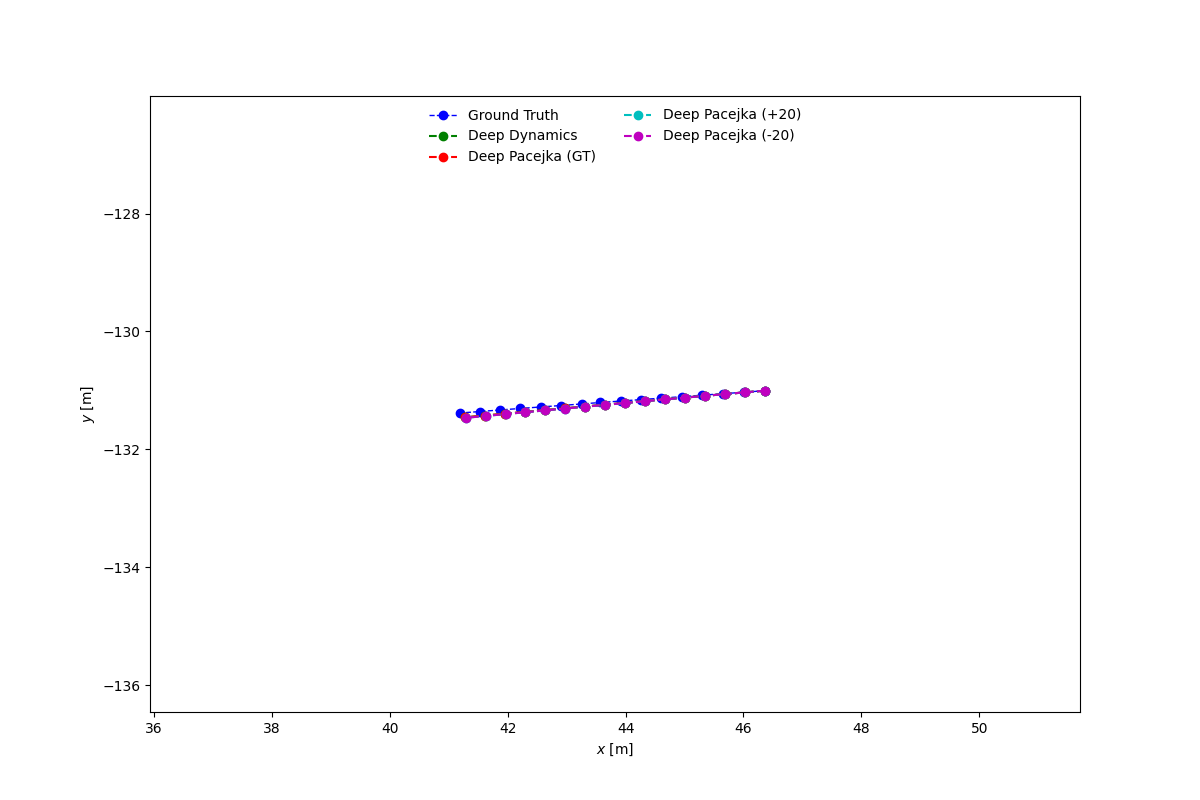 Ground Truth
Deep Dynamics
Deep Pacejka (GT)
Deep Pacejka (+20)
Deep Pacejka (-20)
−128
−130
−132
−134
−136
y [m]
36
38
40
42
44
46
48
50
x [m]